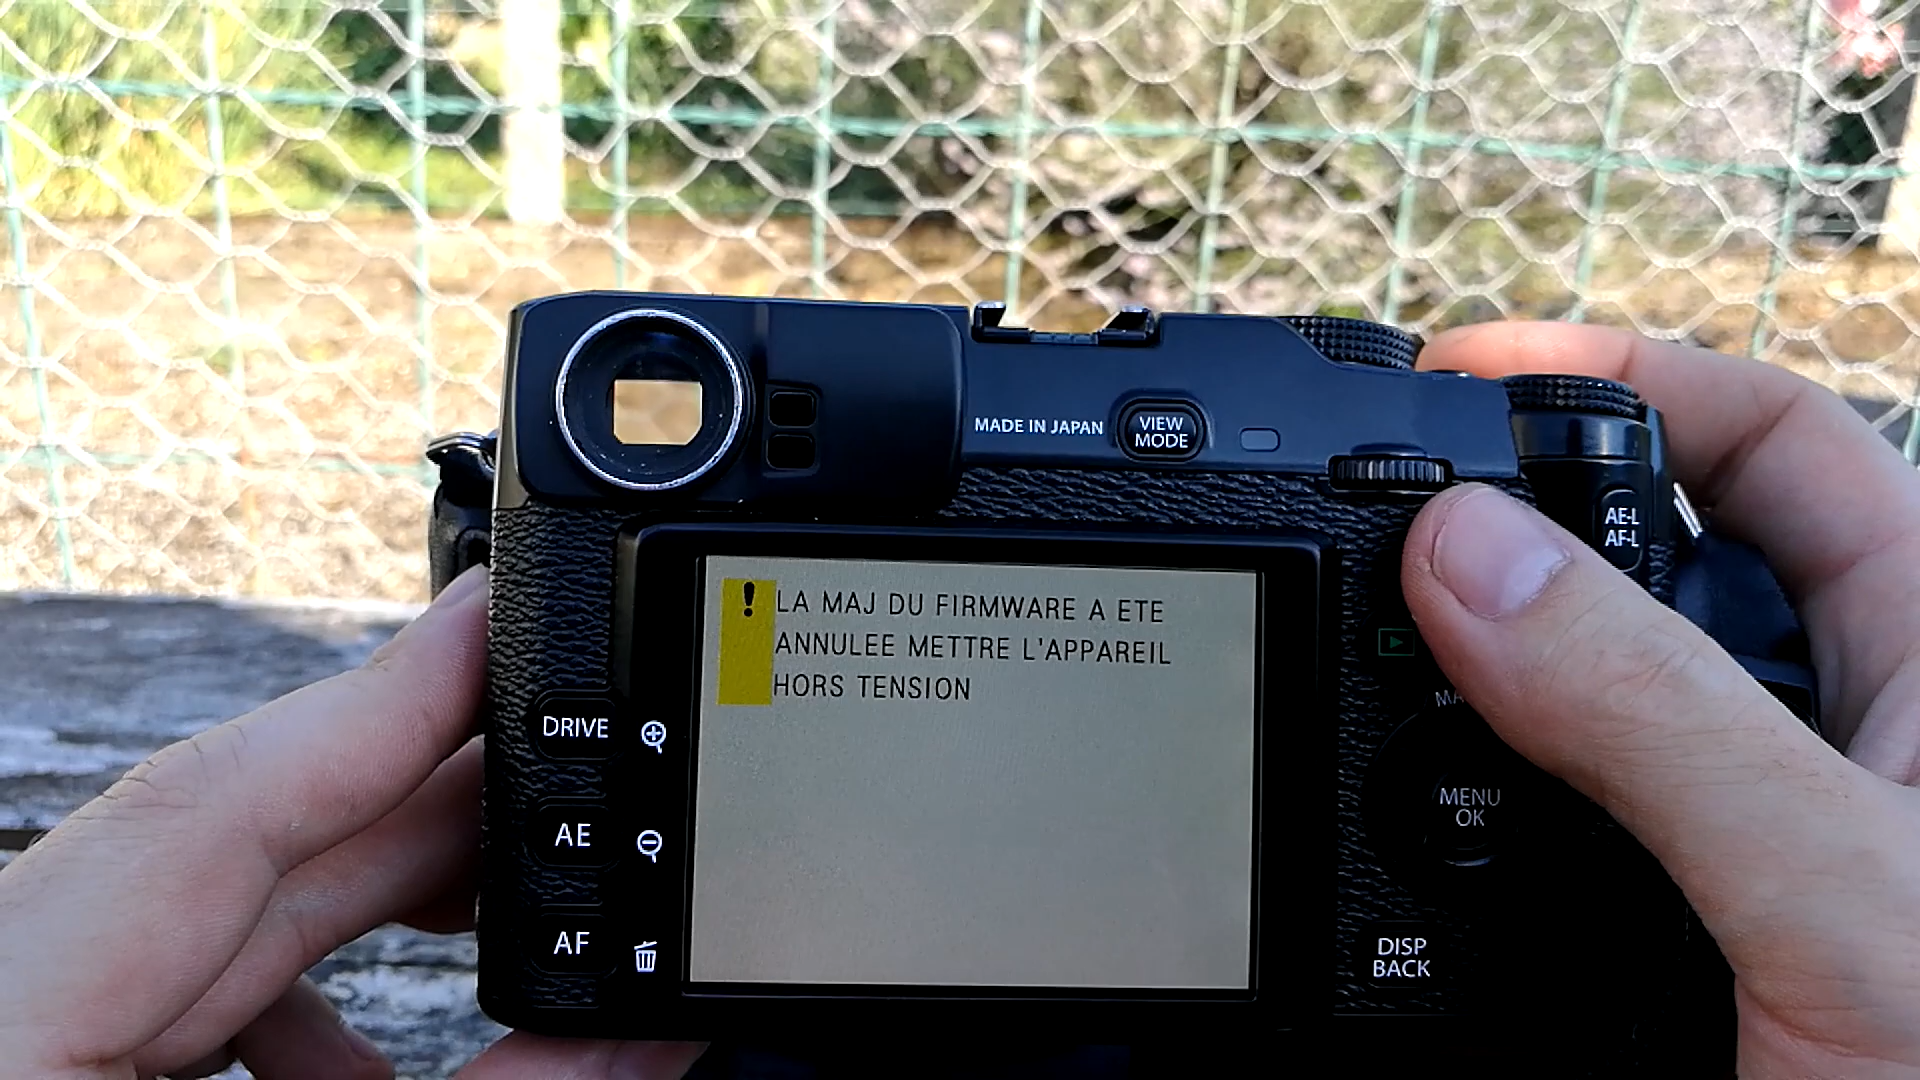 MADE IN JAPAN
VIEW
MODE
AE-L
AF-L
!
LA MAJ DU FIRMWARE A ETE
ANNULEE METTRE L'APPAREIL
HORS TENSION
DRIVE
AE
AF
MENU
OK
DISP
BACK